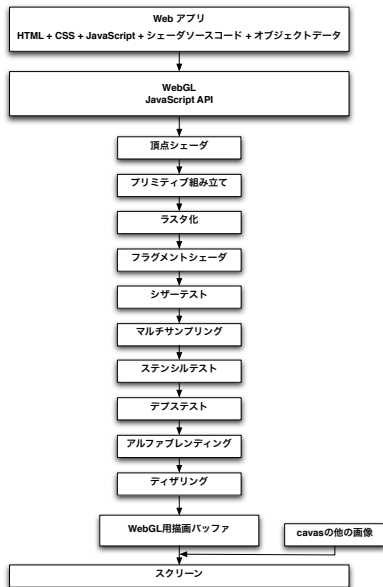 Web アプリ
HTML + CSS + JavaScript + シェーダソースコード + オブジェクトデータ
WebGL
JavaScript API
頂点シェーダ
プリミティブ組み立て
ラスタ化
フラグメントシェーダ
シザーテスト
マルチサンプリング
ステンシルテスト
デプステスト
アルファブレンディング
ディザリング
WebGL用描画バッファ
cavasの他の画像
スクリーン